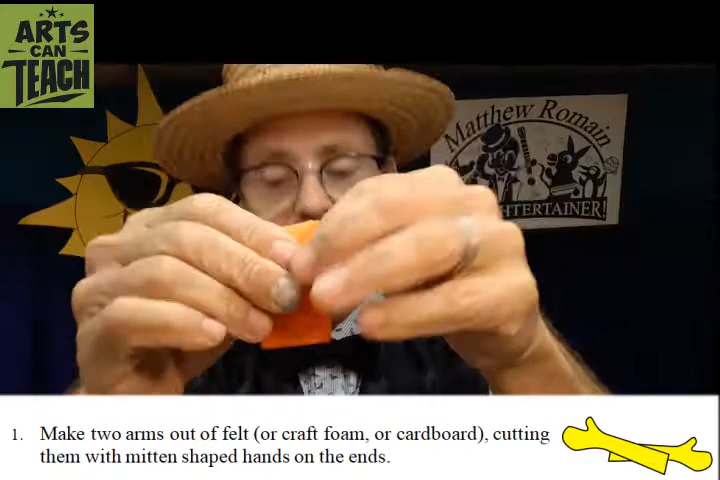 ARTS
CAN
TEACH
Matthew Romain
HTERTAINER!
1. Make two arms out of felt (or craft foam, or cardboard), cutting
them with mitten shaped hands on the ends.